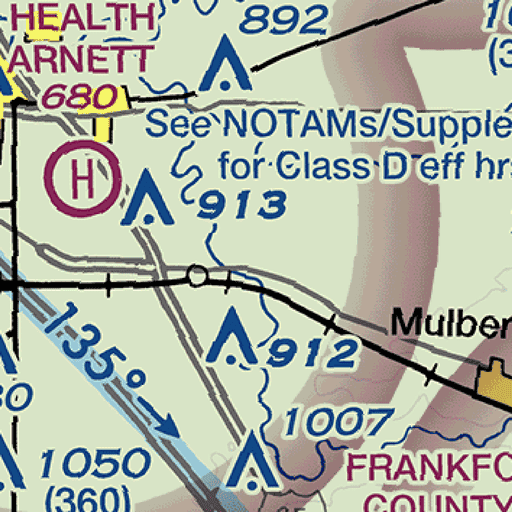 HEALTH
ARNETT
680
892
See NOTAMs/Supple
for Class D eff hr
H
913
Mulber
135°
912
1007
1050
(360)
FRANKFO
COUNTY